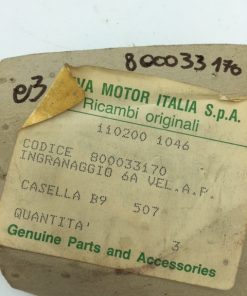 800033170
e3
VA MOTOR ITALIA S.p.A.
Ricambi originali
110200 1046
CODICE 800033170
INGRANAGGIO 6A VEL.A.P.
CASELLA B9 507
QUANTITA' 3
Genuine Parts and Accessories